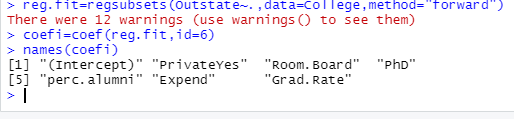 > reg.fit=regsubsets(Outstate~.,data=College,method="forward")
There were 12 warnings (use warnings() to see them)
> coefi=coef(reg.fit,id=6)
> names(coefi)
[1] "(Intercept)" "PrivateYes"  "Room.Board"  "PhD"
[5] "perc.alumni" "Expend"      "Grad.Rate"
>